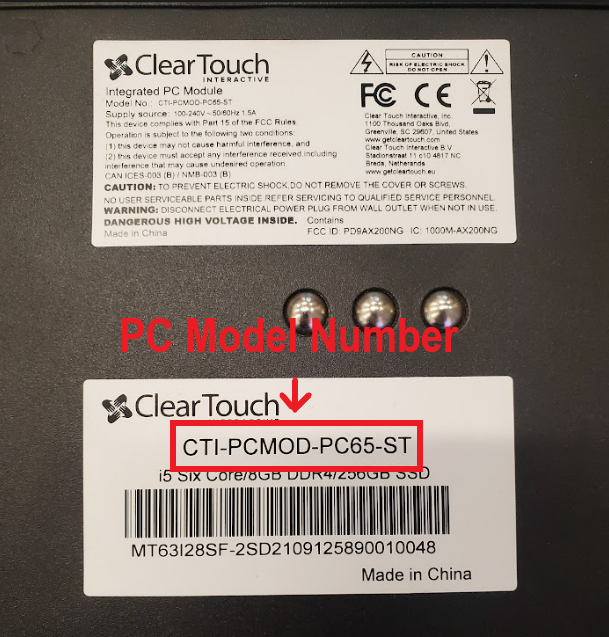 ClearTouch
INTERACTIVE
Integrated PC Module
Model No.: CTI-PCMOD-PC65-ST
Supply source: 100-240V~50/60Hz 1.5A
This device complies with Part 15 of the FCC Rules.
Operation is subject to the following two conditions:
(1) this device may not cause harmful interference, and
(2) this device must accept any interference received,including
interference that may cause undesired operation.
CAN ICES-003 (B) / NMB-003 (B)
CAUTION: TO PREVENT ELECTRIC SHOCK,DO NOT REMOVE THE COVER OR SCREWS.
NO USER SERVICEABLE PARTS INSIDE REFER SERVICING TO QUALIFIED SERVICE PERSONNEL.
WARNING: DISCONNECT ELECTRICAL POWER PLUG FROM WALL OUTLET WHEN NOT IN USE.
DANGEROUS HIGH VOLTAGE INSIDE. Contains
Made in China FCC ID: PD9AX200NG IC: 1000M-AX200NG
CAUTION
RISK OF ELECTRIC SHOCK
DO NOT OPEN
FC CE
Clear Touch Interactive, Inc.
1100 Thousand Oaks Blvd,
Greenville, SC 29607, United States
www.getcleartouch.com
Clear Touch Interactive B.V
Stadionstraat 11 c10 4817 NC
Breda, Netherands
www.getcleartouch.eu
PC Model Number
ClearTouch
CTI-PCMOD-PC65-ST
i5 Six Core/8GB DDR4/256GB SSD
MT63I28SF-2SD2109125890010048
Made in China